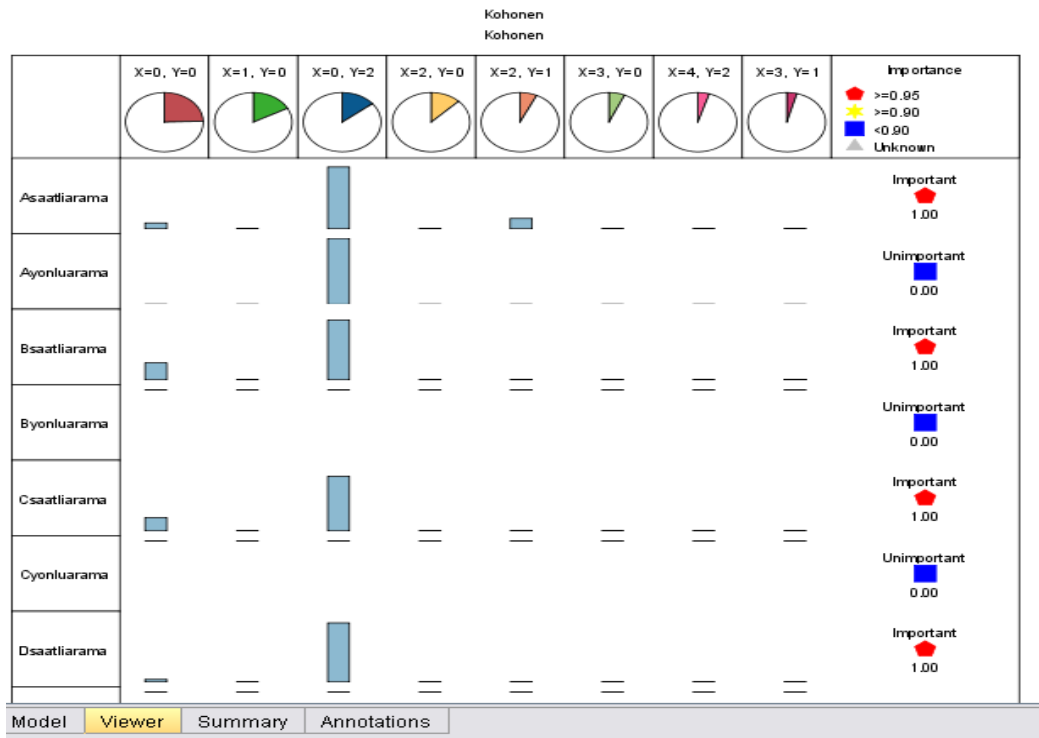 Kohonen
Kohonen
X=0, Y=0 X=1, Y=0 X=0, Y=2 X=2, Y=0 X=2, Y=1 X=3, Y=0 X=4, Y=2 X=3, Y=1 Importance
>=0.95
>=0.90
<0.90
Unknown
Asaatliarama Important
1.00
Ayonluarama Unimportant
0.00
Bsaatliarama Important
1.00
Byonluarama Unimportant
0.00
Csaatliarama Important
1.00
Cyonluarama Unimportant
0.00
Dsaatliarama Important
1.00
Model Viewer Summary Annotations